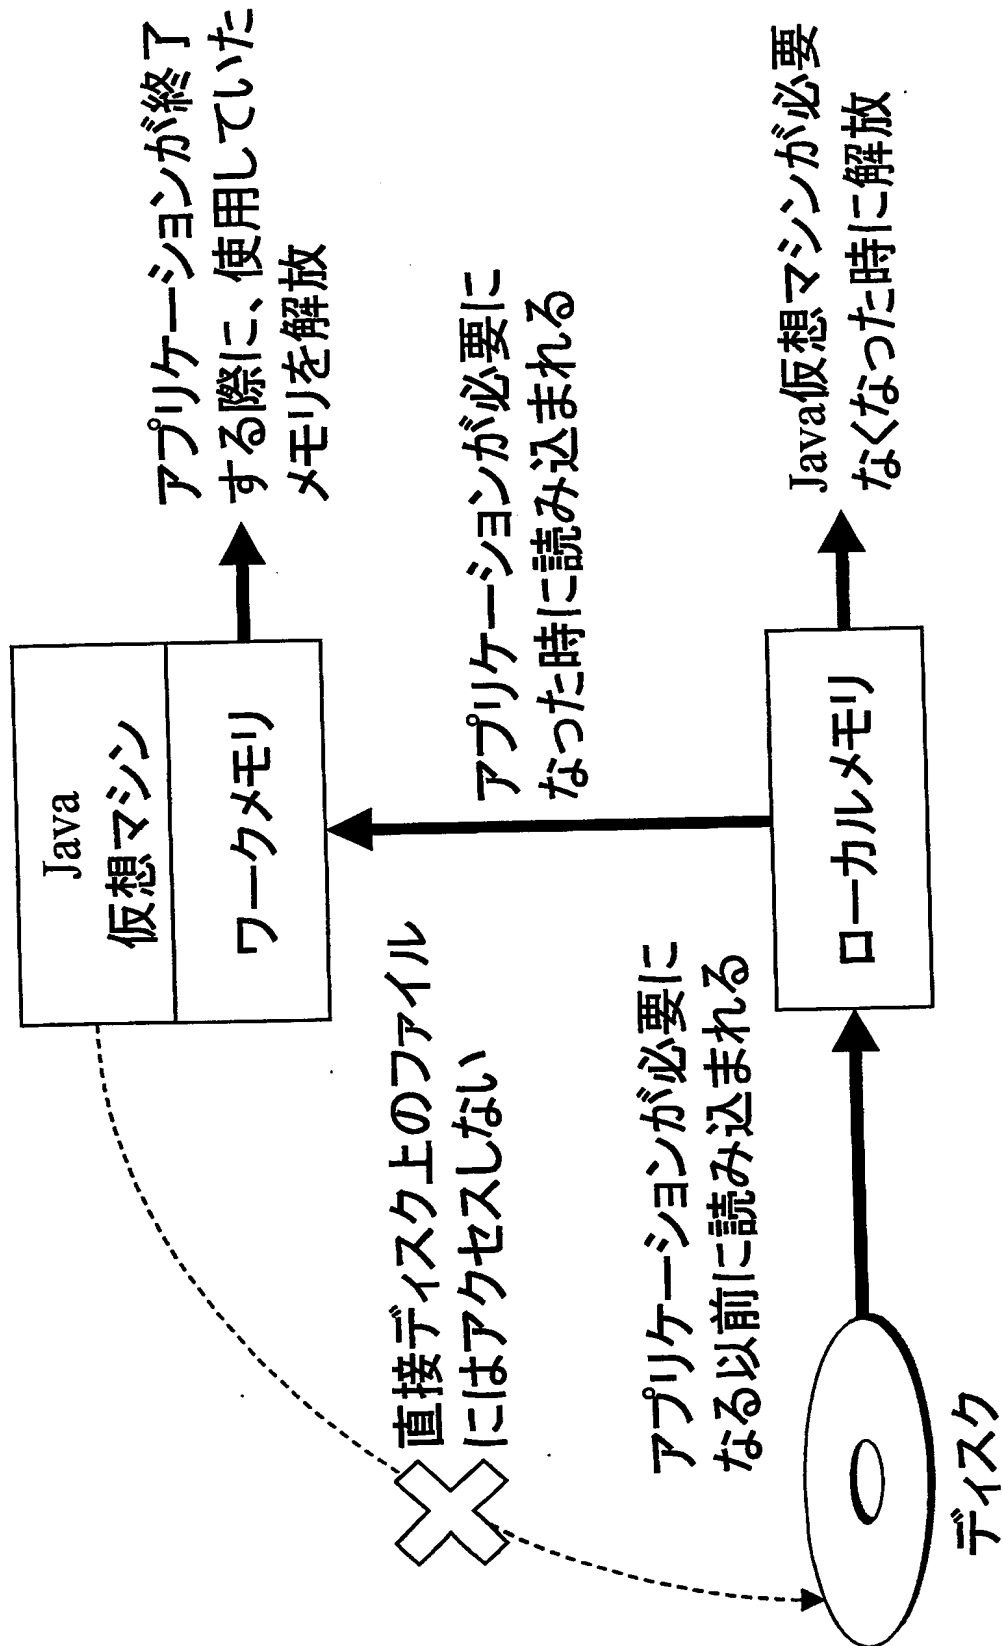 Java
仮想マシン
ワークメモリ
アプリケーションが終了
する際に、使用していた
メモリを解放
直接ディスク上のファイル
にはアクセスしない
アプリケーションが必要に
なった時に読み込まれる
アプリケーションが必要に
なる以前に読み込まれる
ディスク
ローカルメモリ
Java仮想マシンが必要
なくなった時に解放